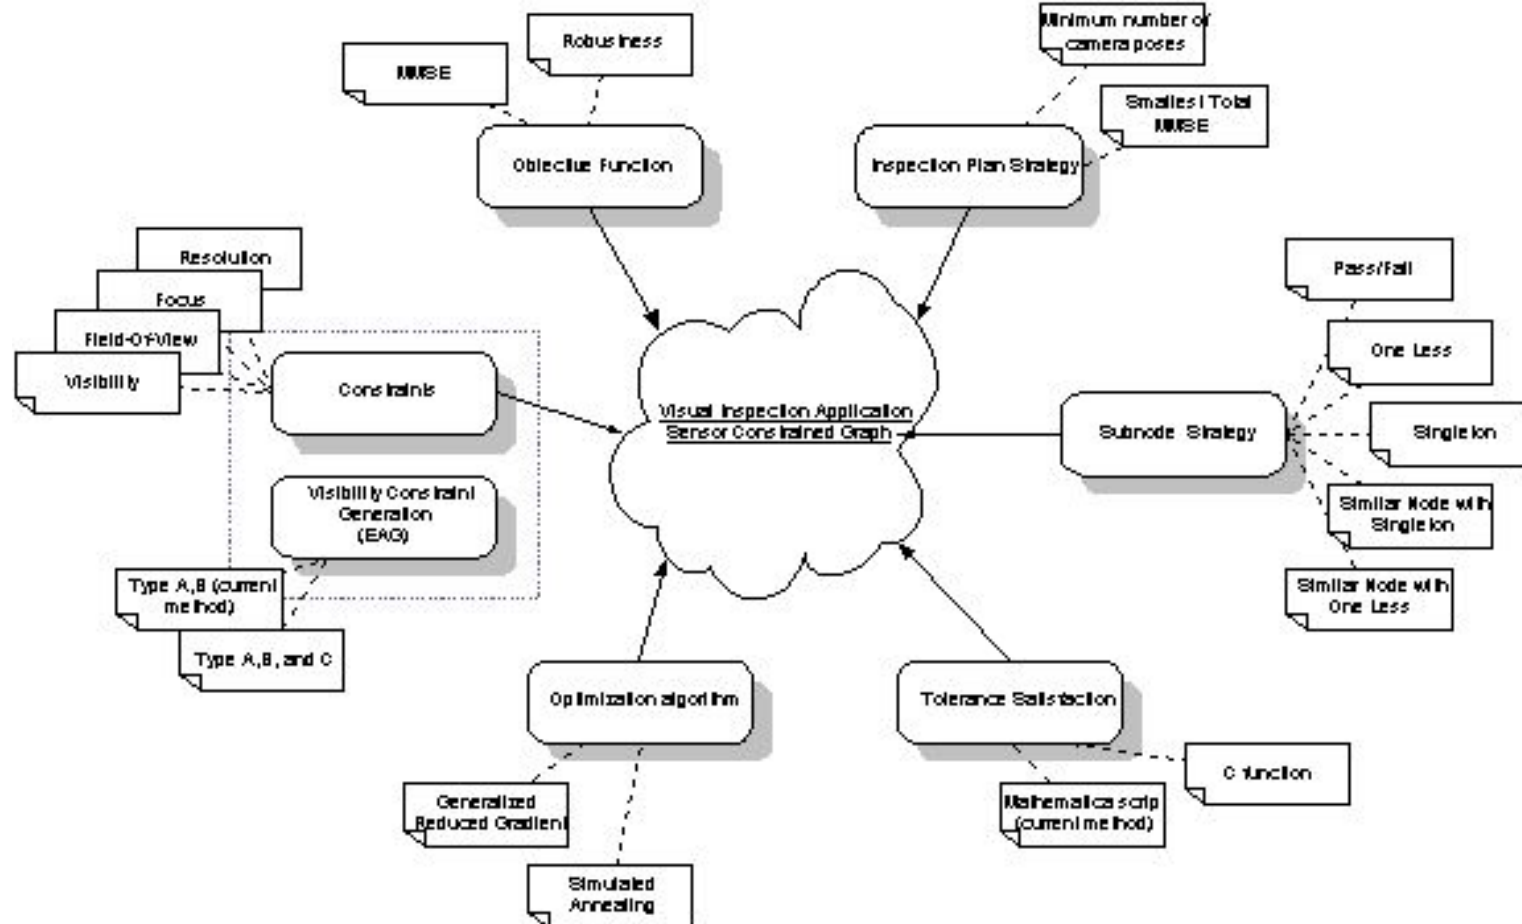 Minimum number of
camera poses
Robustness
MMSE
Smallest Total
MMSE
Objective Function
Inspection Plan Strategy
Resolution
Focus
Field-Of-View
Visibility
Constraints
Pass/Fail
One Less
Visual Inspection Application
Sensor Constrained Graph
Subnode Strategy
Singleton
Visibility Constraint
Generation
(EAG)
Similar Node with
Singleton
Type A,B (current
method)
Similar Node with
One Less
Type A,B, and C
Optimization algorithm
Tolerance Satisfaction
C function
Generalized
Reduced Gradient
Mathematica scrip
(current method)
Simulated
Annealing